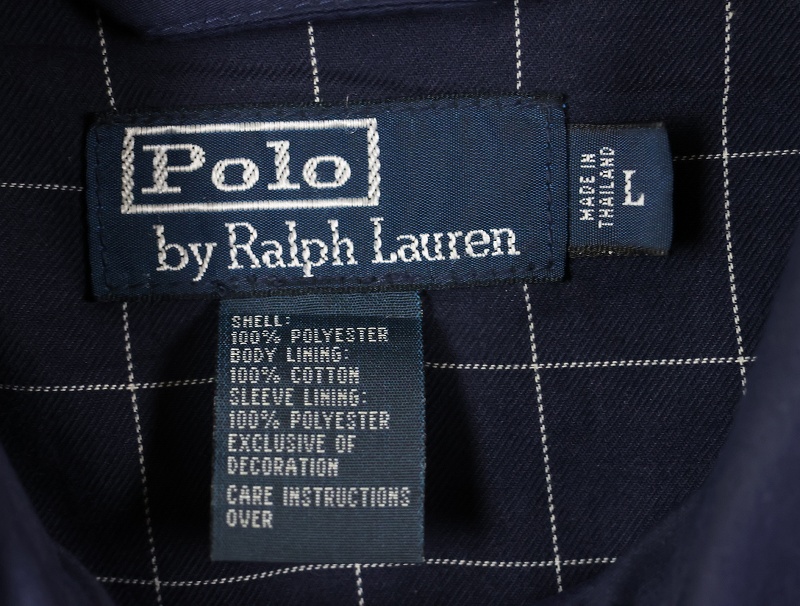 Polo
by Ralph Lauren
MADE IN
THAILAND
L
SHELL:
100% POLYESTER
BODY LINING:
100% COTTON
SLEEVE LINING:
100% POLYESTER
EXCLUSIVE OF
DECORATION
CARE INSTRUCTIONS
OVER